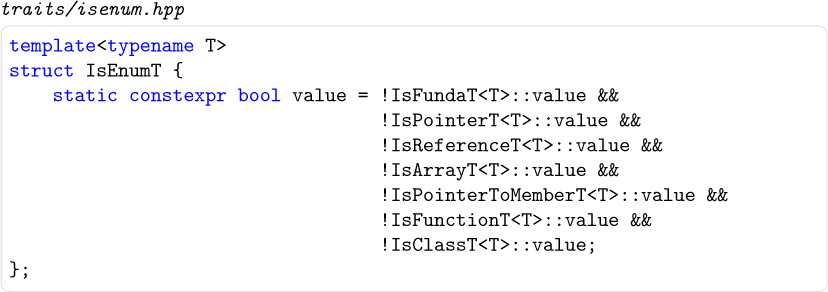 traits/isenum.hpp
template<typename T>
struct IsEnumT {
    static constexpr bool value = !IsFundaT<T>::value &&
                                  !IsPointerT<T>::value &&
                                  !IsReferenceT<T>::value &&
                                  !IsArrayT<T>::value &&
                                  !IsPointerToMemberT<T>::value &&
                                  !IsFunctionT<T>::value &&
                                  !IsClassT<T>::value;
};